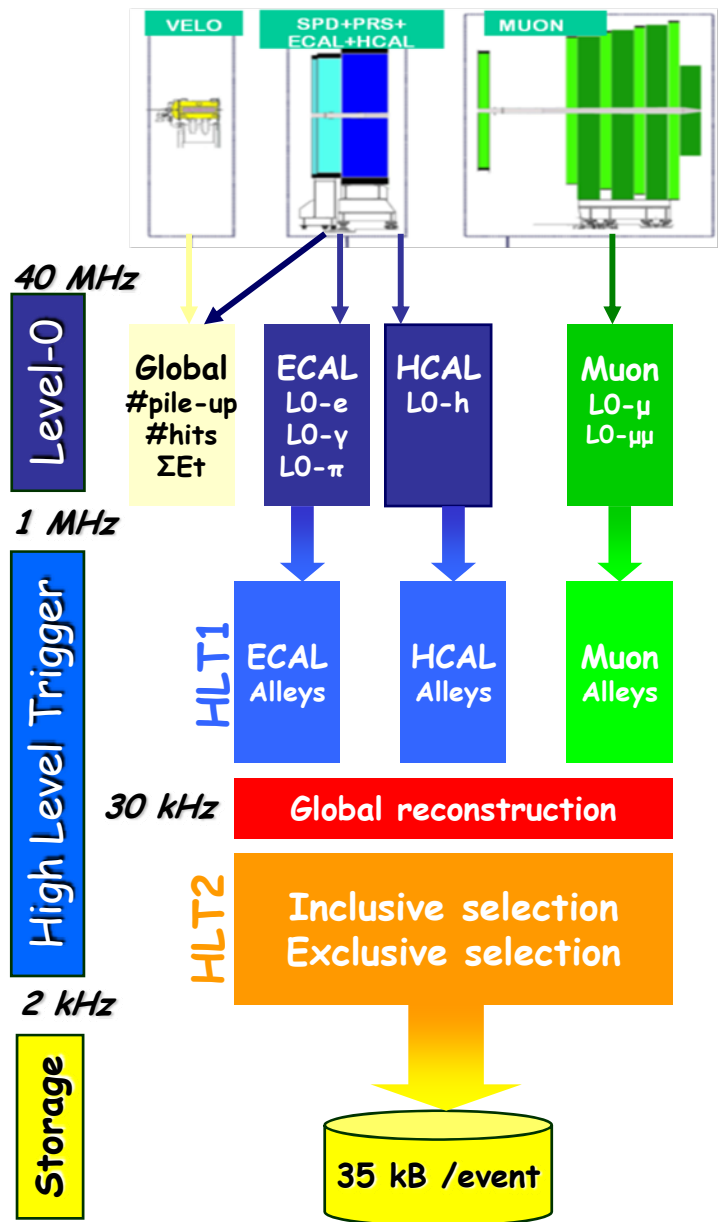 VELO
SPD+PRS+
ECAL+HCAL
MUON
40 MHz
Level-0
Global
#pile-up
#hits
ΣEt
ECAL
L0-e
L0-γ
L0-π
HCAL
L0-h
Muon
L0-μ
L0-μμ
1 MHz
High Level Trigger
HLT1
ECAL
Alleys
HCAL
Alleys
Muon
Alleys
30 kHz
Global reconstruction
HLT2
Inclusive selection
Exclusive selection
2 kHz
Storage
35 kB /event